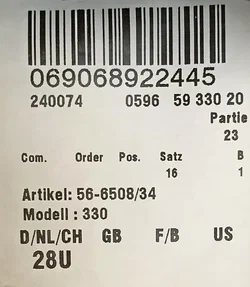 069068922445
240074 0596 59 330 20
Partie
23
Com. Order Pos. Satz B
16 1
Artikel: 56-6508/34
Modell : 330
D/NL/CH GB F/B US
28U